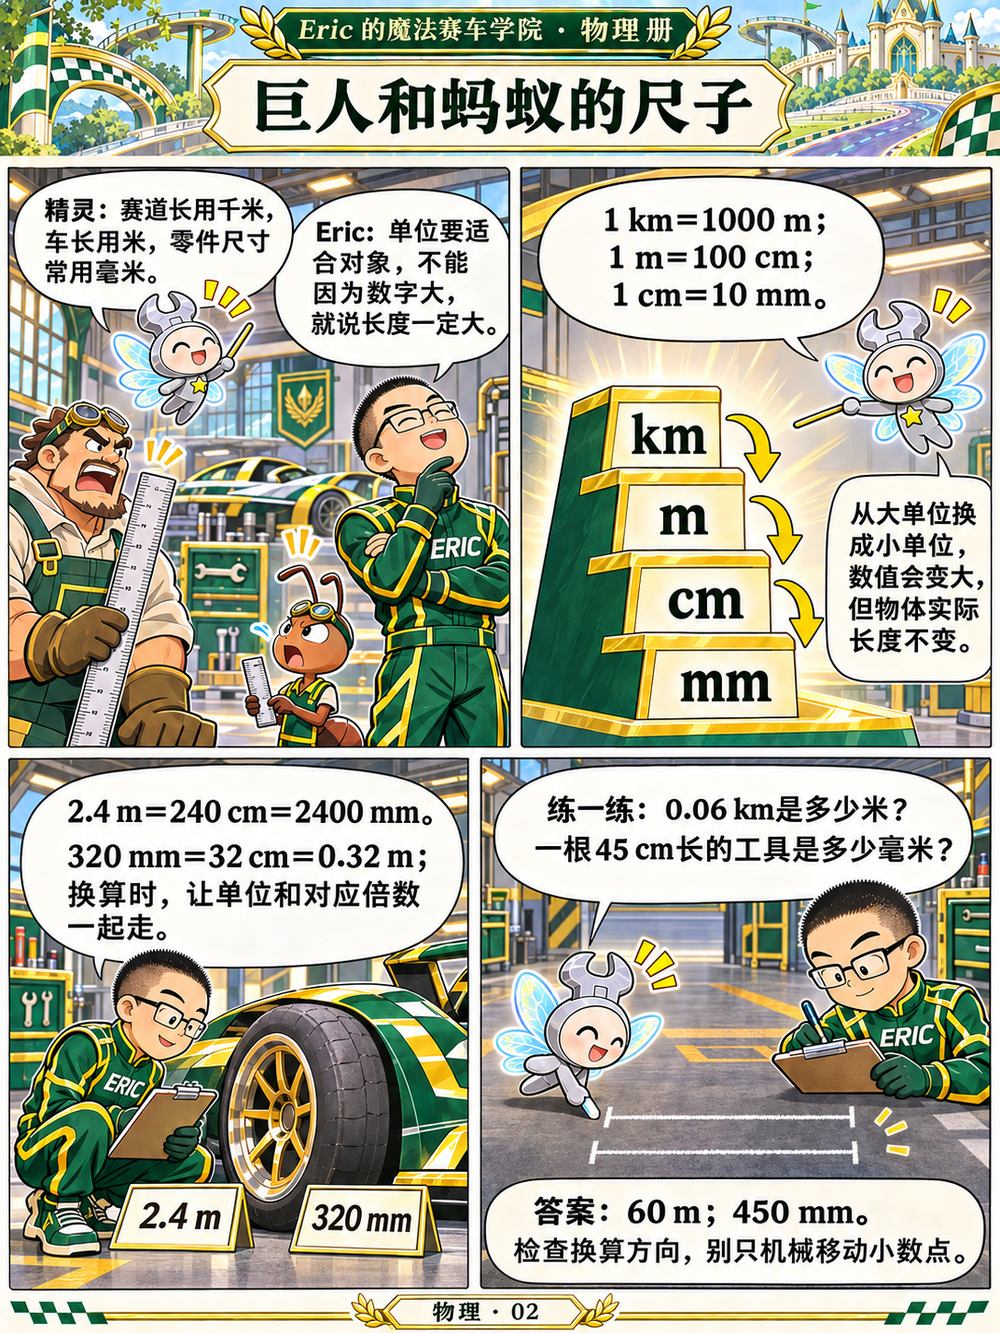 Eric 的魔法赛车学院 · 物理册
巨人和蚂蚁的尺子
精灵：赛道长用千米，
车长用米，零件尺寸
常用毫米。
Eric：单位要适
合对象，不能
因为数字大，
就说长度一定大。
ERIC
1 km＝1000 m；
1 m＝100 cm；
1 cm＝10 mm。
km
m
cm
mm
从大单位换
成小单位，
数值会变大，
但物体实际
长度不变。
2.4 m＝240 cm＝2400 mm。
320 mm＝32 cm＝0.32 m；
换算时，让单位和对应倍数
一起走。
ERIC
2.4 m
320 mm
练一练：0.06 km是多少米？
一根45 cm长的工具是多少毫米？
ERIC
答案：60 m；450 mm。
检查换算方向，别只机械移动小数点。
物理 · 02